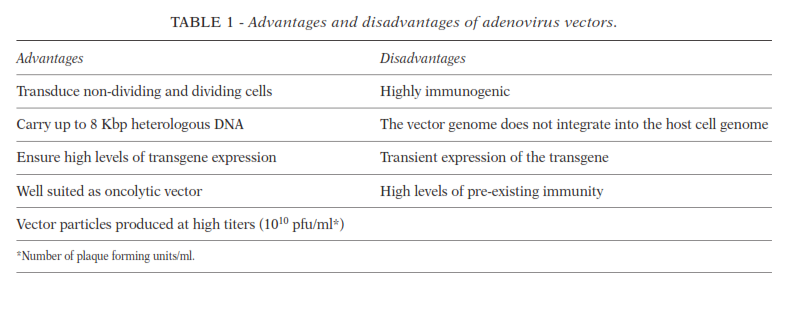 TABLE 1 - Advantages and disadvantages of adenovirus vectors.
Advantages Disadvantages
Transduce non-dividing and dividing cells Highly immunogenic
Carry up to 8 Kbp heterologous DNA The vector genome does not integrate into the host cell genome
Ensure high levels of transgene expression Transient expression of the transgene
Well suited as oncolytic vector High levels of pre-existing immunity
Vector particles produced at high titers (10¹⁰ pfu/ml*)
*Number of plaque forming units/ml.